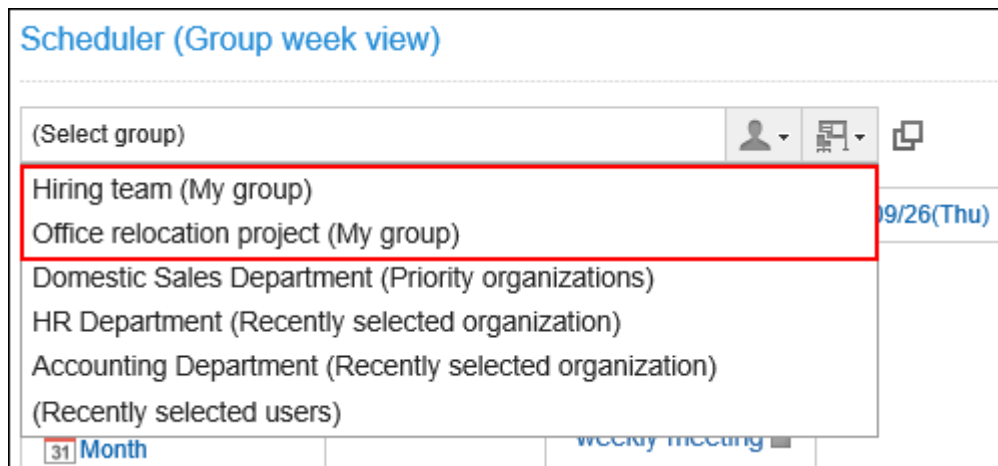 Scheduler (Group week view)
(Select group)
Hiring team (My group)
Office relocation project (My group)
09/26(Thu)
Domestic Sales Department (Priority organizations)
HR Department (Recently selected organization)
Accounting Department (Recently selected organization)
(Recently selected users)
31 Month
weekly meeting